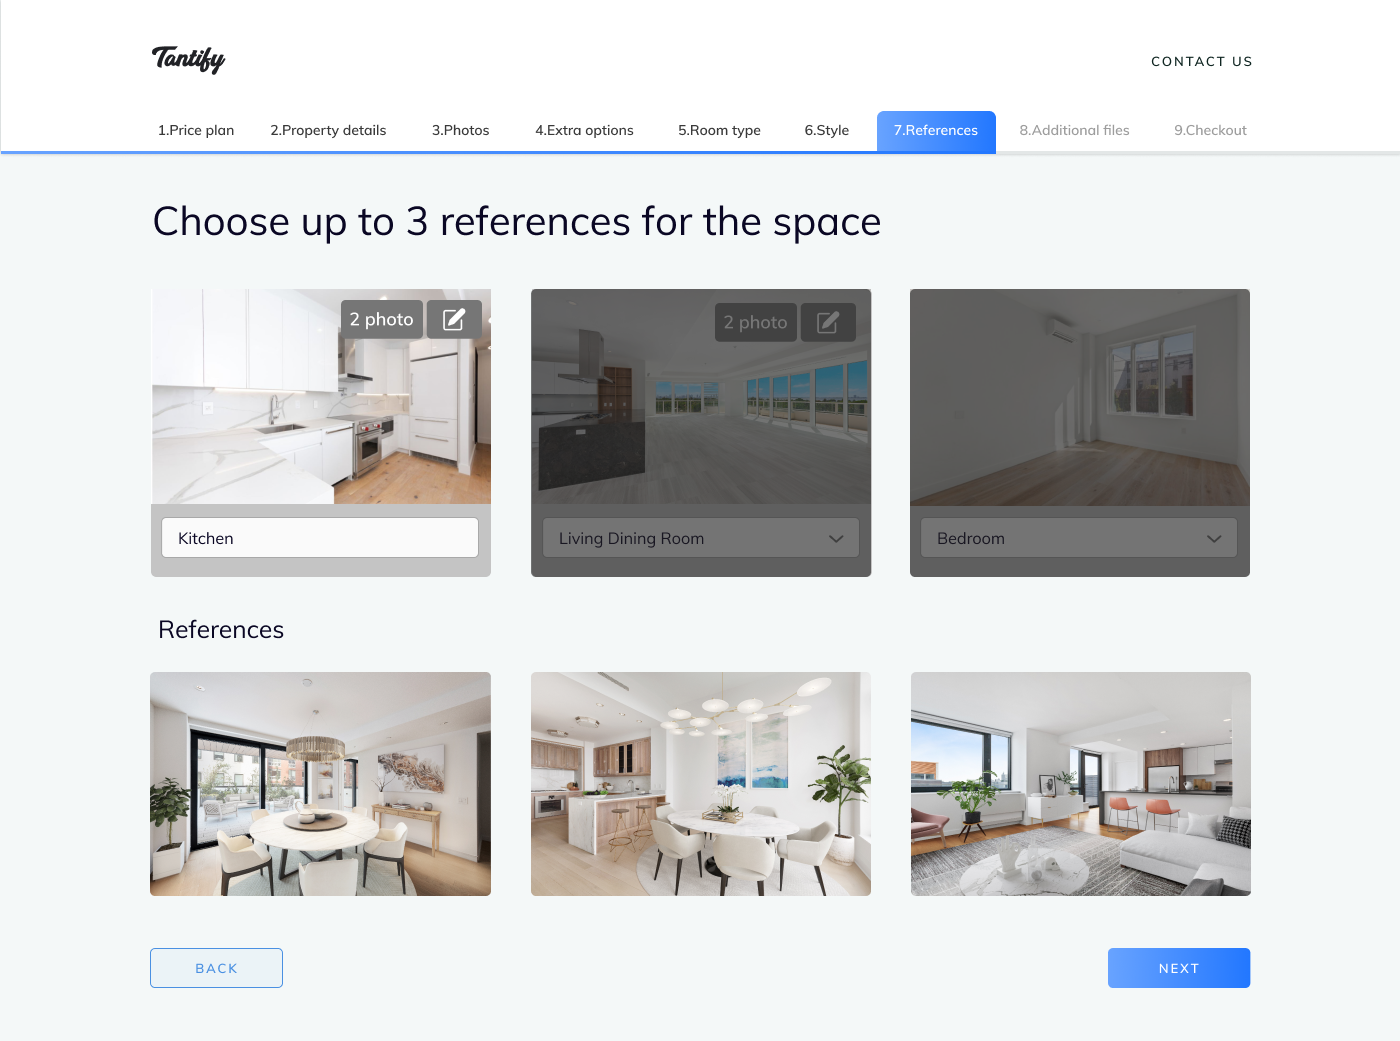 Tantify
CONTACT US
1.Price plan
2.Property details
3.Photos
4.Extra options
5.Room type
6.Style
7.References
8.Additional files
9.Checkout
Choose up to 3 references for the space
2 photo
2 photo
Kitchen
Living Dining Room
Bedroom
References
BACK
NEXT